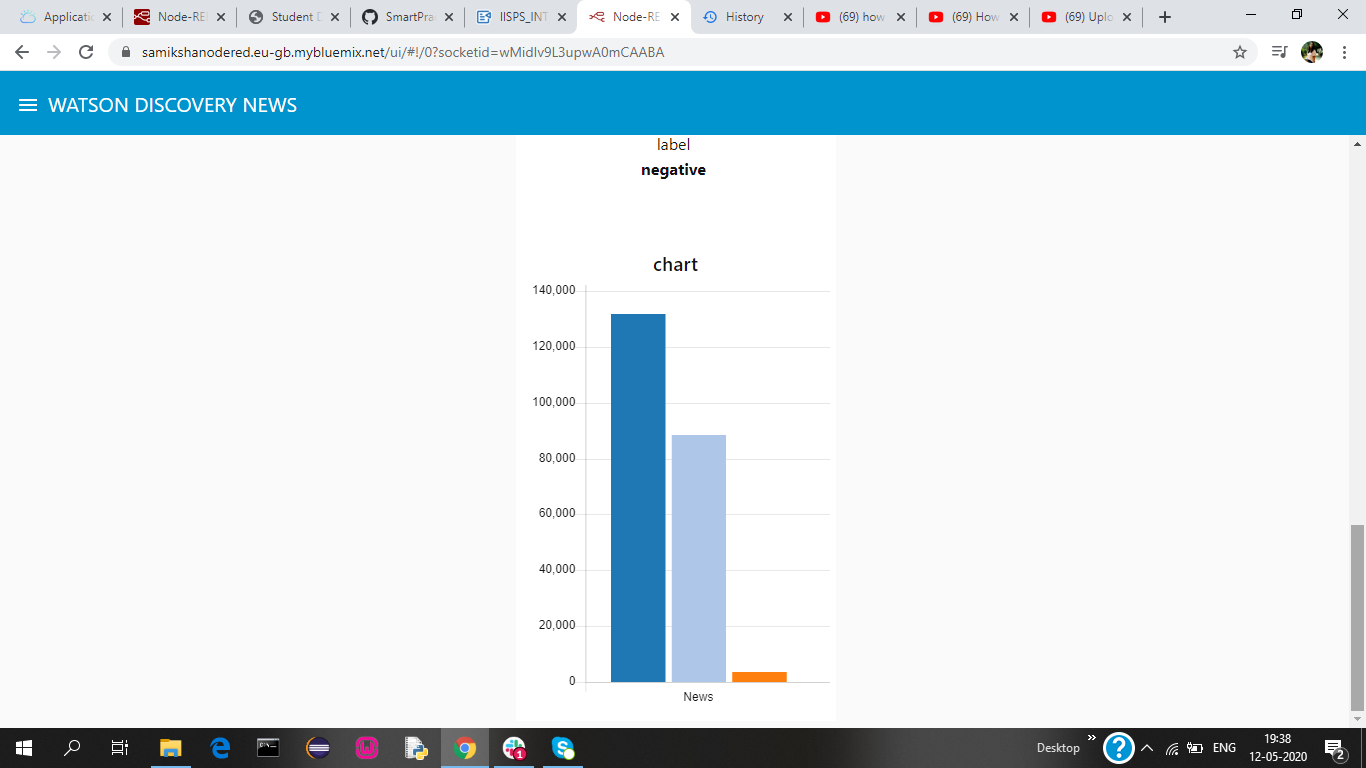 Applicatio
Node-RE
Student D
SmartPra
IISPS_INT
Node-RE
History
(69) how
(69) How
(69) Uplo
samikshanodered.eu-gb.mybluemix.net/ui/#!/0?socketid=wMidIv9L3upwA0mCAABA
WATSON DISCOVERY NEWS
label
negative
chart
140,000
120,000
100,000
80,000
60,000
40,000
20,000
0
News
Desktop
ENG
19:38
12-05-2020
1
2